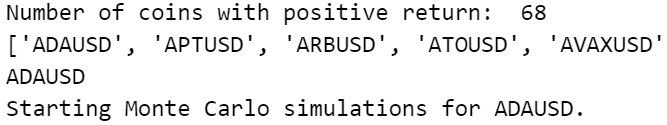 Number of coins with positive return:  68
['ADAUSD', 'APTUSD', 'ARBUSD', 'ATOUSD', 'AVAXUSD'
ADAUSD
Starting Monte Carlo simulations for ADAUSD.